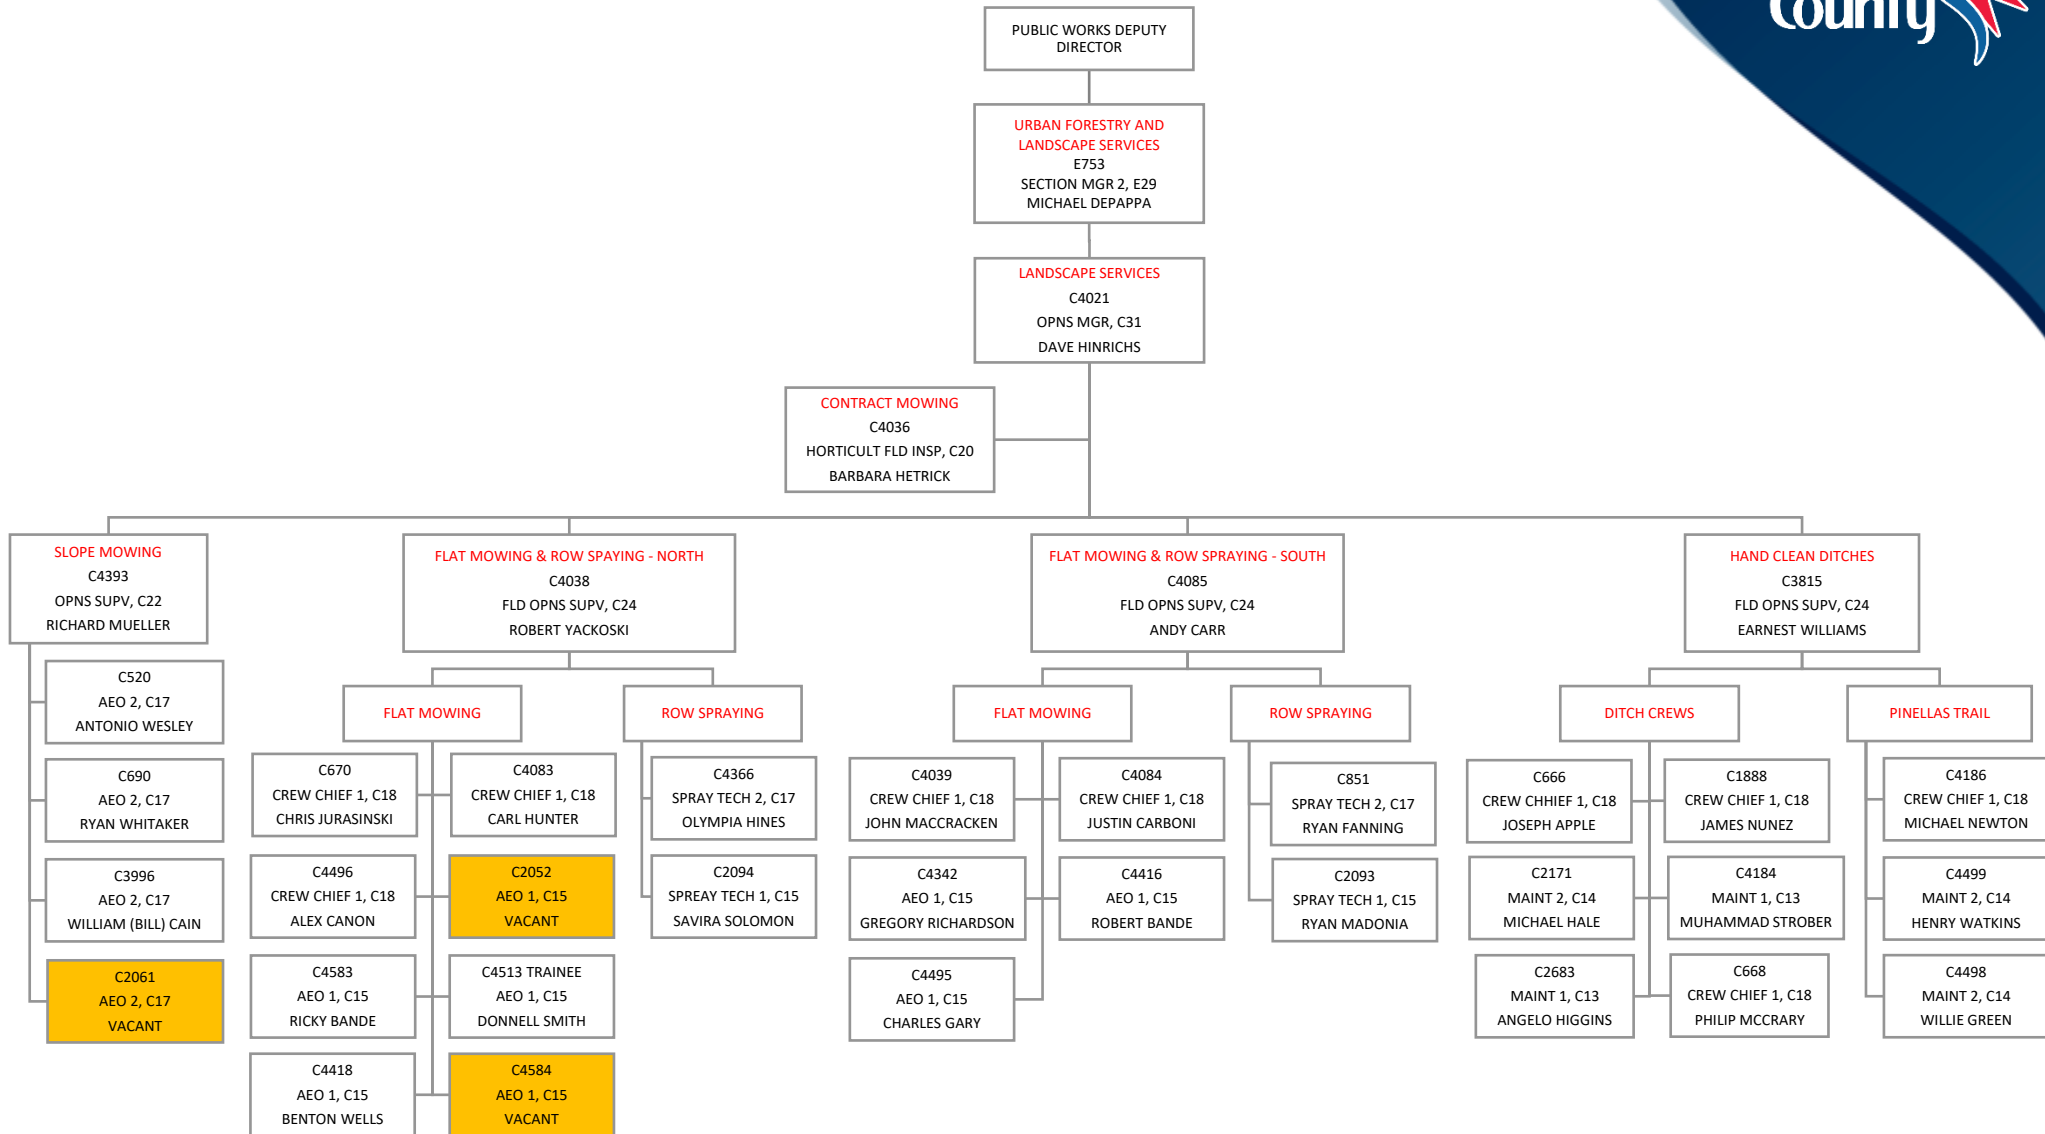 County
PUBLIC WORKS DEPUTY
DIRECTOR
URBAN FORESTRY AND
LANDSCAPE SERVICES
E753
SECTION MGR 2, E29
MICHAEL DEPAPPA
LANDSCAPE SERVICES
C4021
OPNS MGR, C31
DAVE HINRICHS
CONTRACT MOWING
C4036
HORTICULT FLD INSP, C20
BARBARA HETRICK
SLOPE MOWING
C4393
OPNS SUPV, C22
RICHARD MUELLER
C520
AEO 2, C17
ANTONIO WESLEY
C690
AEO 2, C17
RYAN WHITAKER
C3996
AEO 2, C17
WILLIAM (BILL) CAIN
C2061
AEO 2, C17
VACANT
FLAT MOWING & ROW SPAYING - NORTH
C4038
FLD OPNS SUPV, C24
ROBERT YACKOSKI
FLAT MOWING
C670
CREW CHIEF 1, C18
CHRIS JURASINSKI
C4083
CREW CHIEF 1, C18
CARL HUNTER
C4496
CREW CHIEF 1, C18
ALEX CANON
C2052
AEO 1, C15
VACANT
C4583
AEO 1, C15
RICKY BANDE
C4513 TRAINEE
AEO 1, C15
DONNELL SMITH
C4418
AEO 1, C15
BENTON WELLS
C4584
AEO 1, C15
VACANT
ROW SPRAYING
C4366
SPRAY TECH 2, C17
OLYMPIA HINES
C2094
SPREAY TECH 1, C15
SAVIRA SOLOMON
FLAT MOWING & ROW SPRAYING - SOUTH
C4085
FLD OPNS SUPV, C24
ANDY CARR
FLAT MOWING
C4039
CREW CHIEF 1, C18
JOHN MACCRACKEN
C4084
CREW CHIEF 1, C18
JUSTIN CARBONI
C4342
AEO 1, C15
GREGORY RICHARDSON
C4416
AEO 1, C15
ROBERT BANDE
C4495
AEO 1, C15
CHARLES GARY
ROW SPRAYING
C851
SPRAY TECH 2, C17
RYAN FANNING
C2093
SPRAY TECH 1, C15
RYAN MADONIA
HAND CLEAN DITCHES
C3815
FLD OPNS SUPV, C24
EARNEST WILLIAMS
DITCH CREWS
C666
CREW CHHIEF 1, C18
JOSEPH APPLE
C1888
CREW CHIEF 1, C18
JAMES NUNEZ
C2171
MAINT 2, C14
MICHAEL HALE
C4184
MAINT 1, C13
MUHAMMAD STROBER
C2683
MAINT 1, C13
ANGELO HIGGINS
C668
CREW CHIEF 1, C18
PHILIP MCCRARY
PINELLAS TRAIL
C4186
CREW CHIEF 1, C18
MICHAEL NEWTON
C4499
MAINT 2, C14
HENRY WATKINS
C4498
MAINT 2, C14
WILLIE GREEN